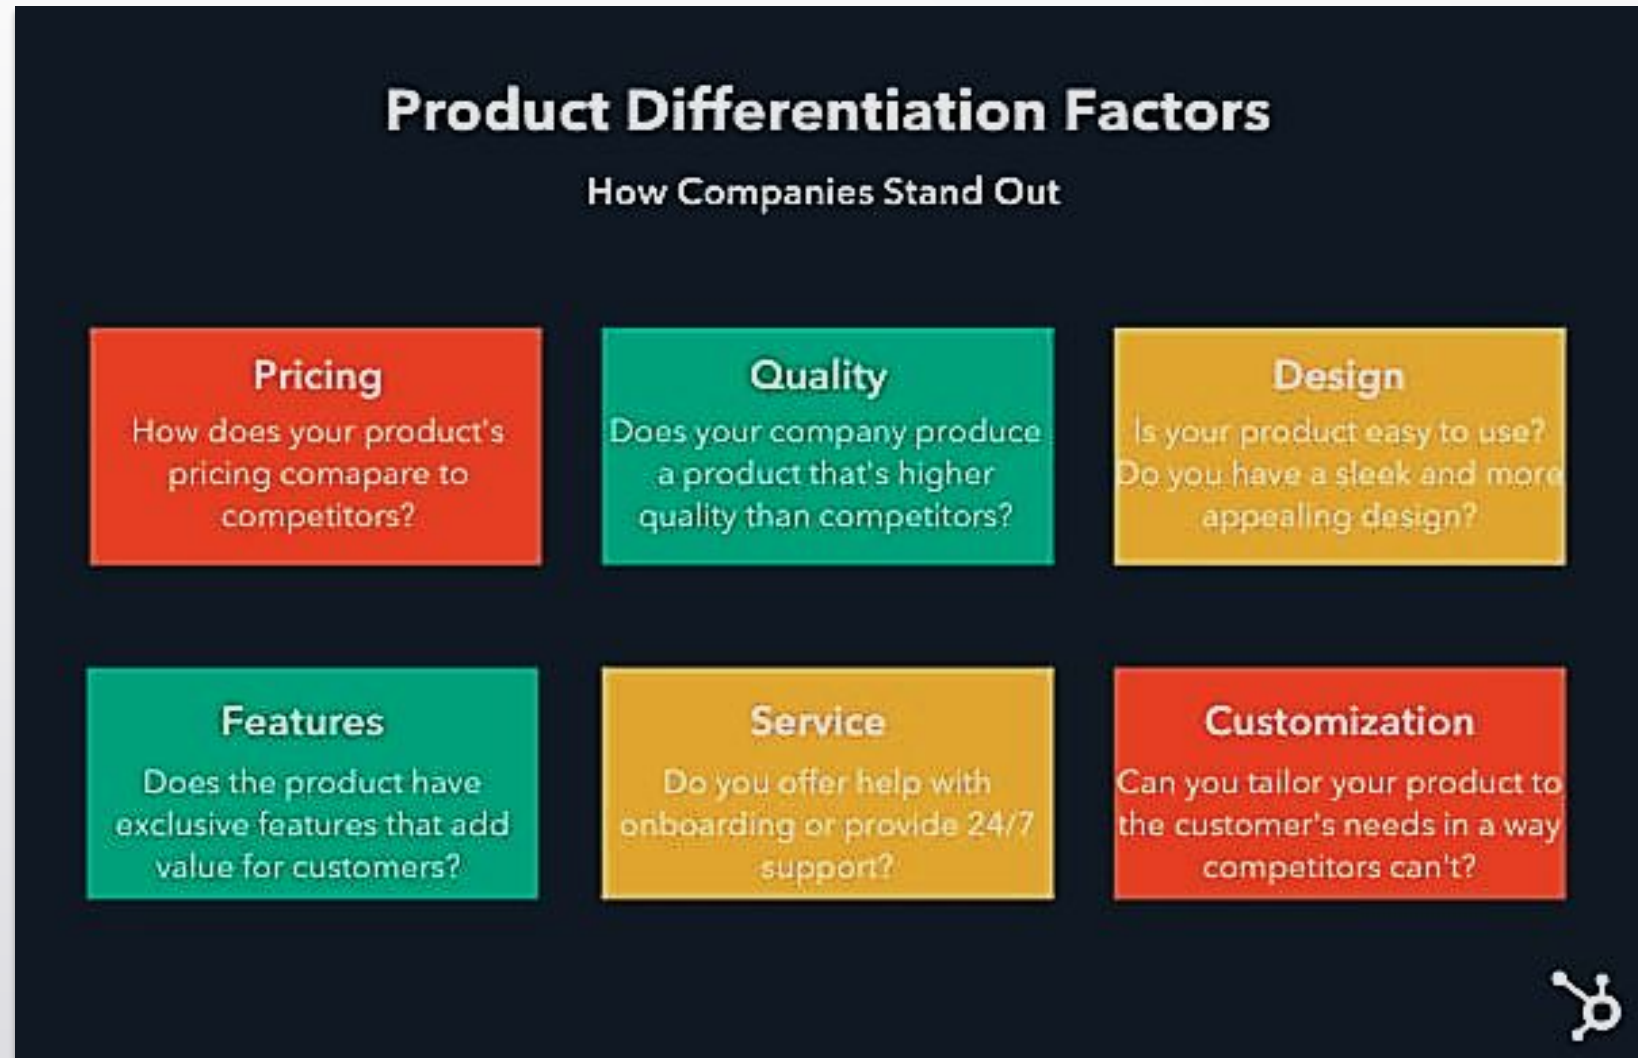 Product Differentiation Factors
How Companies Stand Out
Pricing
How does your product's
pricing comapare to
competitors?
Quality
Does your company produce
a product that's higher
quality than competitors?
Design
Is your product easy to use?
Do you have a sleek and more
appealing design?
Features
Does the product have
exclusive features that add
value for customers?
Service
Do you offer help with
onboarding or provide 24/7
support?
Customization
Can you tailor your product to
the customer's needs in a way
competitors can't?